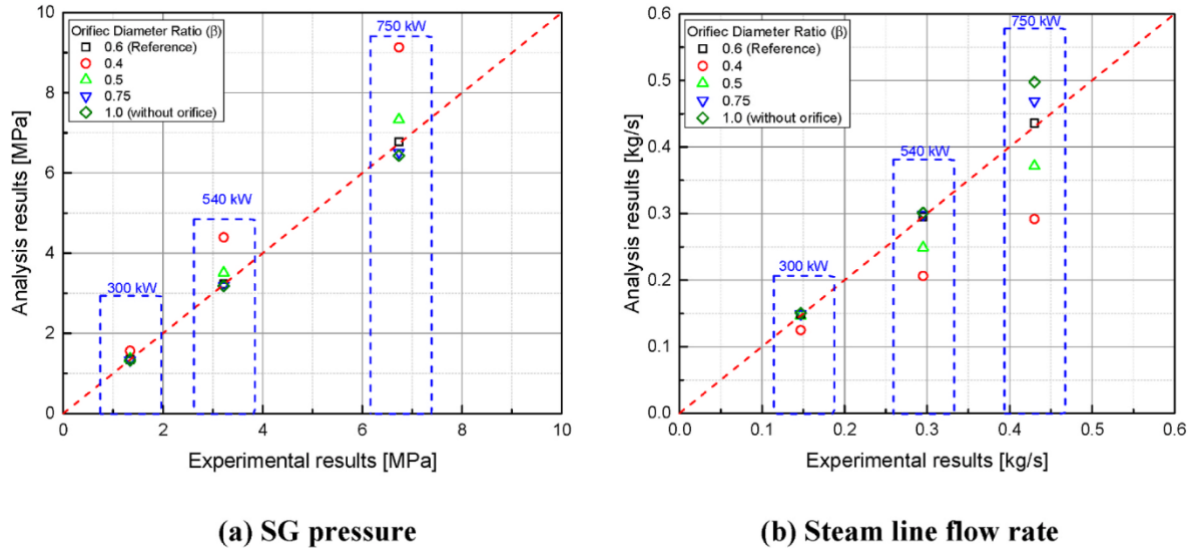 Orifiec Diameter Ratio (β)
0.6 (Reference)
0.4
0.5
0.75
1.0 (without orifice)
750 kW
540 kW
300 kW
10
8
6
4
2
0
0
2
4
6
8
10
Analysis results [MPa]
Experimental results [MPa]
(a) SG pressure
Orifiec Diameter Ratio (β)
0.6 (Reference)
0.4
0.5
0.75
1.0 (without orifice)
750 kW
540 kW
300 kW
0.6
0.5
0.4
0.3
0.2
0.1
0.0
0.0
0.1
0.2
0.3
0.4
0.5
0.6
Analysis results [kg/s]
Experimental results [kg/s]
(b) Steam line flow rate